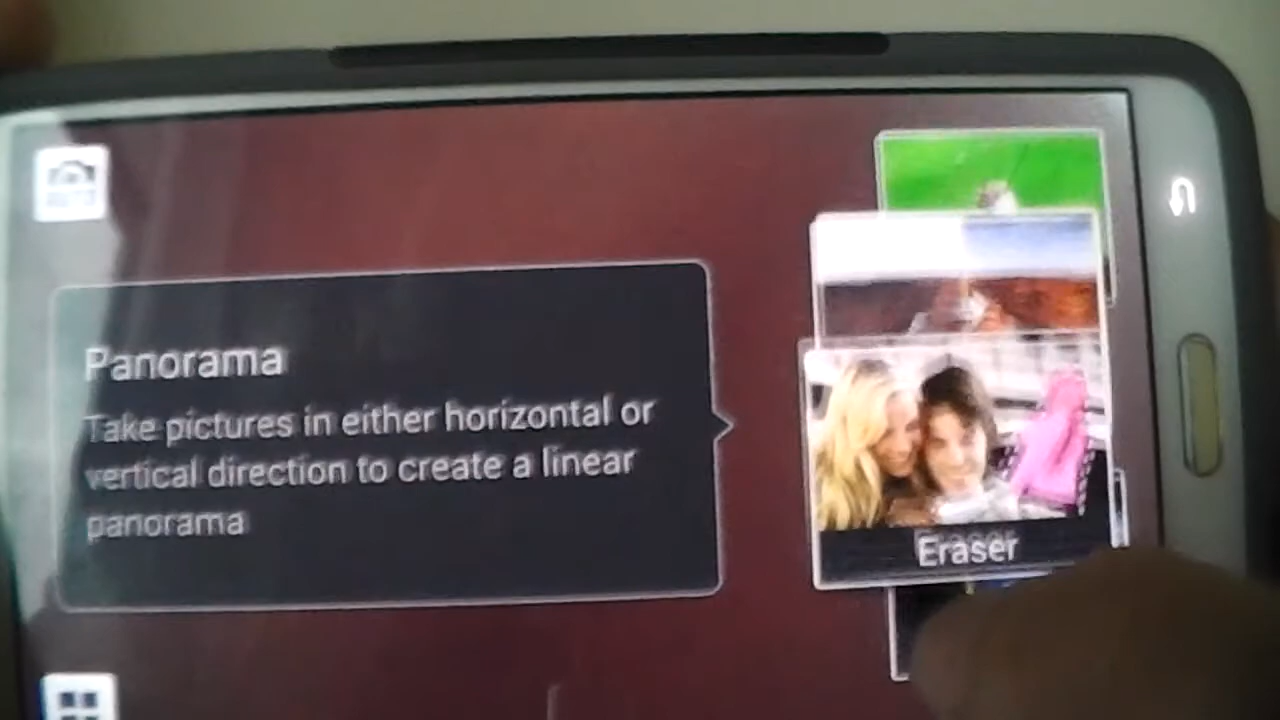 Panorama
Take pictures in either horizontal or
vertical direction to create a linear
panorama
Eraser